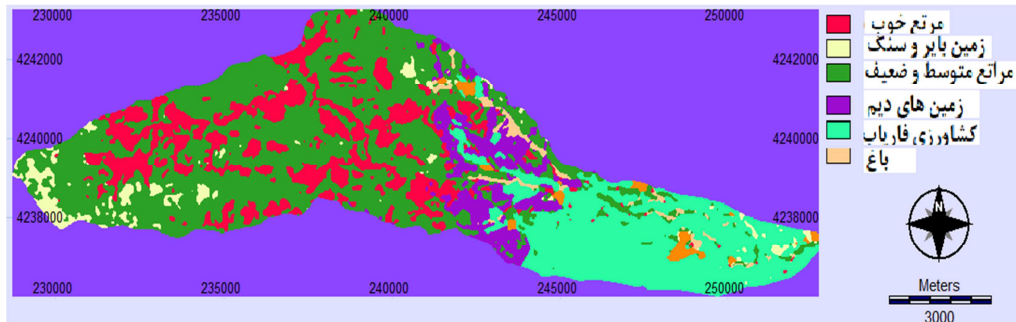 230000 235000 240000 245000 250000
مرتع خوب
4242000 4242000
زمین بایر و سنگ
مراتع متوسط و ضعیف
زمین های دیم
4240000 4240000
کشاورزی فاریاب
باغ
4238000 4238000
N
230000 235000 240000 245000 250000
Meters
3000